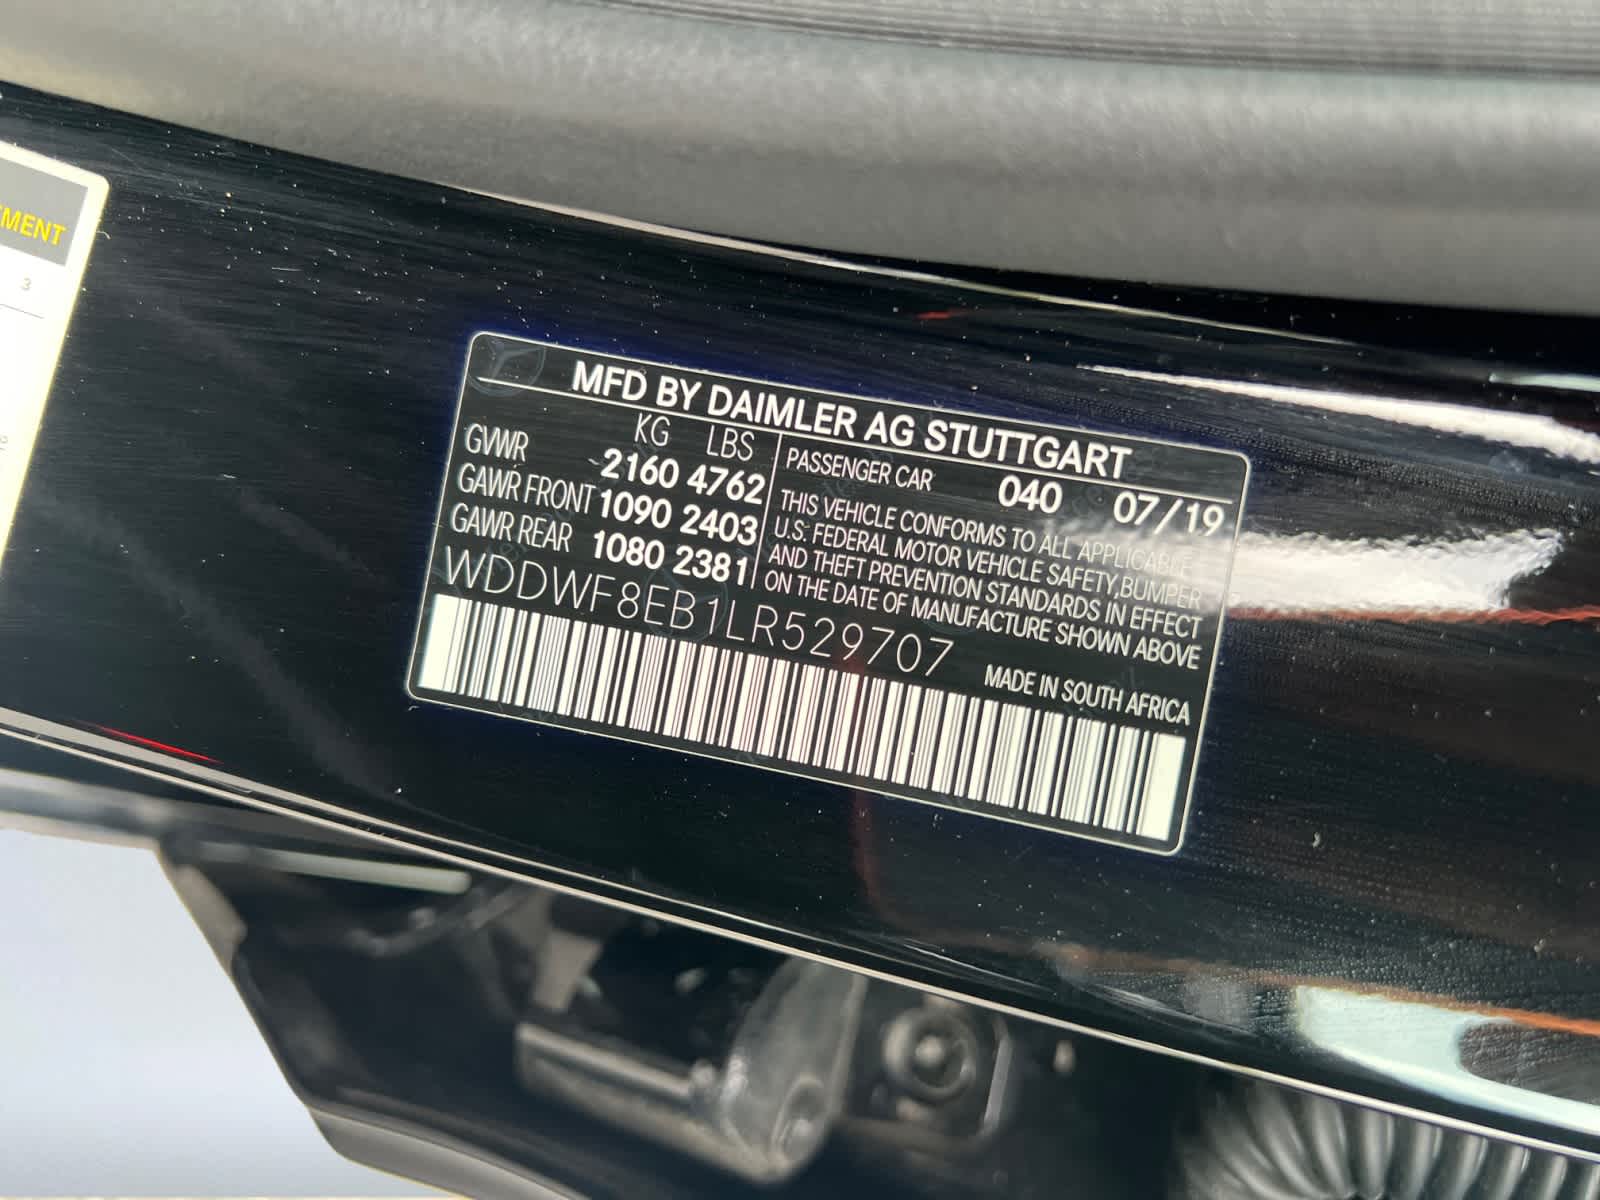 MENT
3
MFD BY DAIMLER AG STUTTGART
KG LBS
GVWR 2160 4762
GAWR FRONT 1090 2403
GAWR REAR 1080 2381
PASSENGER CAR 040 07/19
THIS VEHICLE CONFORMS TO ALL APPLICABLE
U.S. FEDERAL MOTOR VEHICLE SAFETY,BUMPER
AND THEFT PREVENTION STANDARDS IN EFFECT
ON THE DATE OF MANUFACTURE SHOWN ABOVE
WDDWF8EB1LR529707
MADE IN SOUTH AFRICA